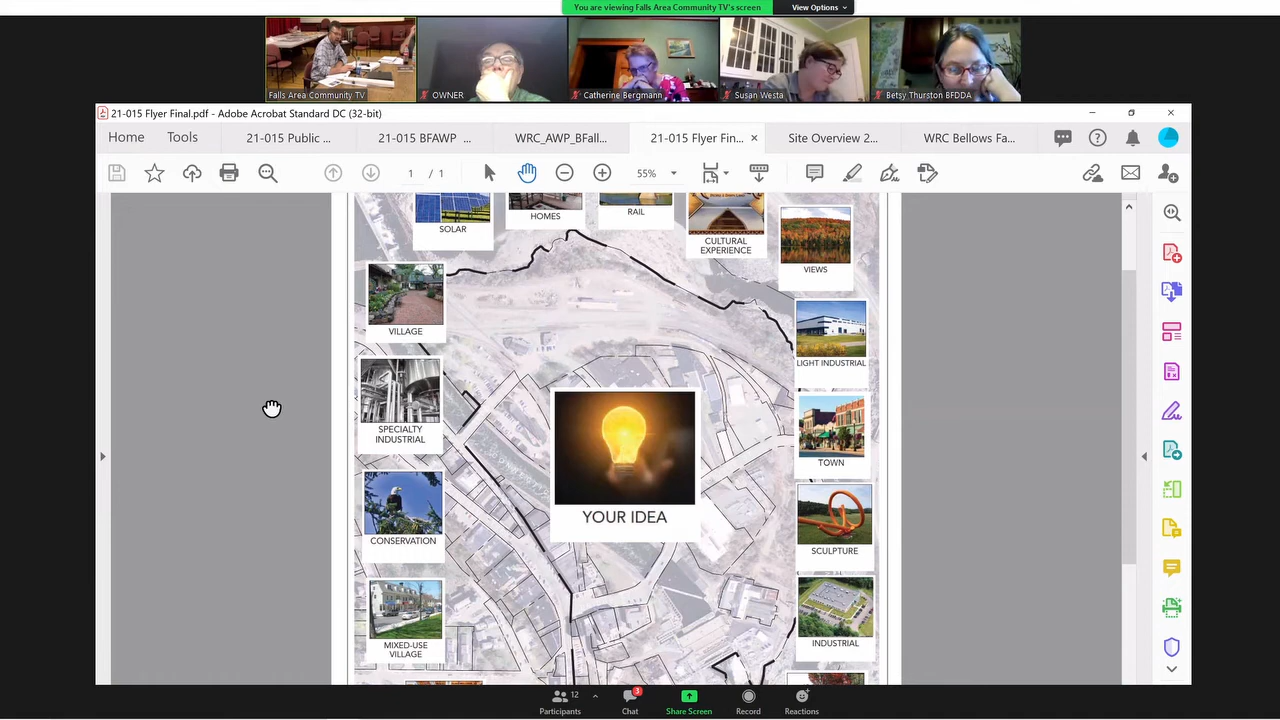 You are viewing Falls Area Community TV's screen
View Options
Falls Area Community TV
OWNER
Catherine Bergmann
Susan Westa
Betsy Thurston BFDDA
21-015 Flyer Final.pdf - Adobe Acrobat Standard DC (32-bit)
Home
Tools
21-015 Public ...
21-015 BFAWP ...
WRC_AWP_BFall...
21-015 Flyer Fin...
Site Overview 2...
WRC Bellows Fa...
1 / 1
55%
SOLAR
HOMES
RAIL
CULTURAL
EXPERIENCE
VIEWS
VILLAGE
LIGHT INDUSTRIAL
SPECIALTY
INDUSTRIAL
TOWN
YOUR IDEA
CONSERVATION
SCULPTURE
MIXED-USE
VILLAGE
INDUSTRIAL
12
3
Participants
Chat
Share Screen
Record
Reactions